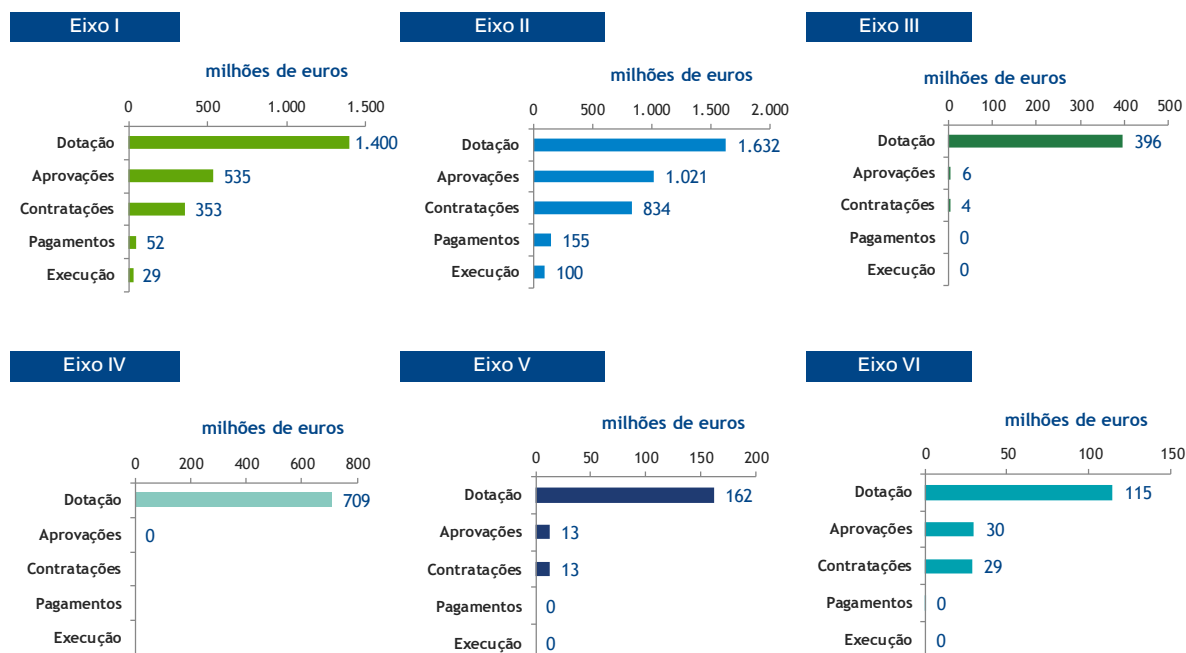 Eixo I
milhões de euros
0 500 1.000 1.500
Dotação 1.400
Aprovações 535
Contratações 353
Pagamentos 52
Execução 29
Eixo II
milhões de euros
0 500 1.000 1.500 2.000
Dotação 1.632
Aprovações 1.021
Contratações 834
Pagamentos 155
Execução 100
Eixo III
milhões de euros
0 100 200 300 400 500
Dotação 396
Aprovações 6
Contratações 4
Pagamentos 0
Execução 0
Eixo IV
milhões de euros
0 200 400 600 800
Dotação 709
Aprovações 0
Contratações
Pagamentos
Execução
Eixo V
milhões de euros
0 50 100 150 200
Dotação 162
Aprovações 13
Contratações 13
Pagamentos 0
Execução 0
Eixo VI
milhões de euros
0 50 100 150
Dotação 115
Aprovações 30
Contratações 29
Pagamentos 0
Execução 0